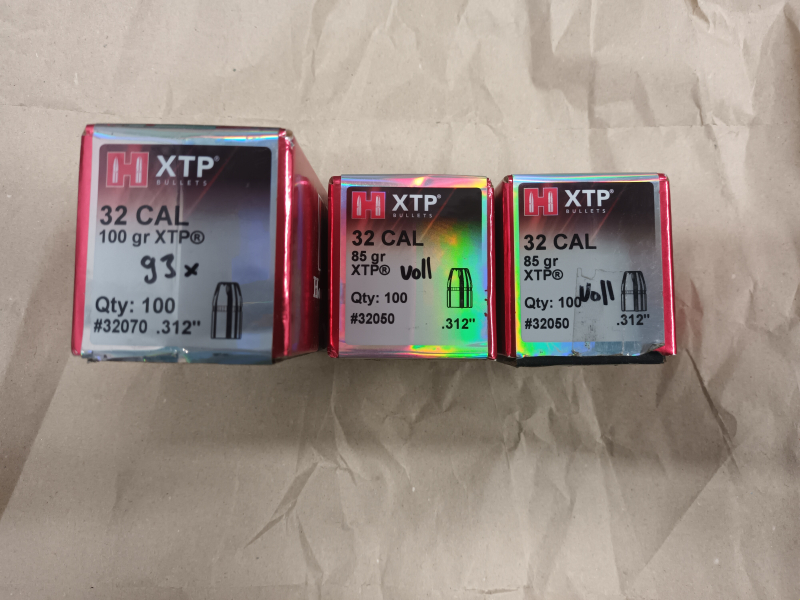 H XTP®
BULLETS
32 CAL
100 gr XTP®
93 x
Qty: 100
#32070 .312"
H XTP®
BULLETS
32 CAL
85 gr
XTP® voll
Qty: 100
#32050
.312"
H XTP®
BULLETS
32 CAL
85 gr
XTP®
Qty: 100 voll
#32050
.312"